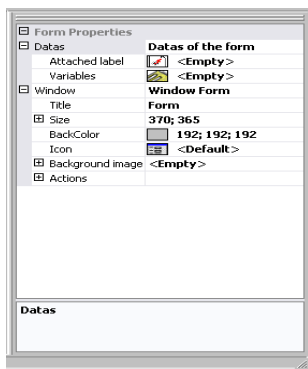 Form Properties
Datas Datas of the form
Attached label <Empty>
Variables <Empty>
Window Window Form
Title Form
Size 370; 365
BackColor 192; 192; 192
Icon <Default>
Background image <Empty>
Actions
Datas